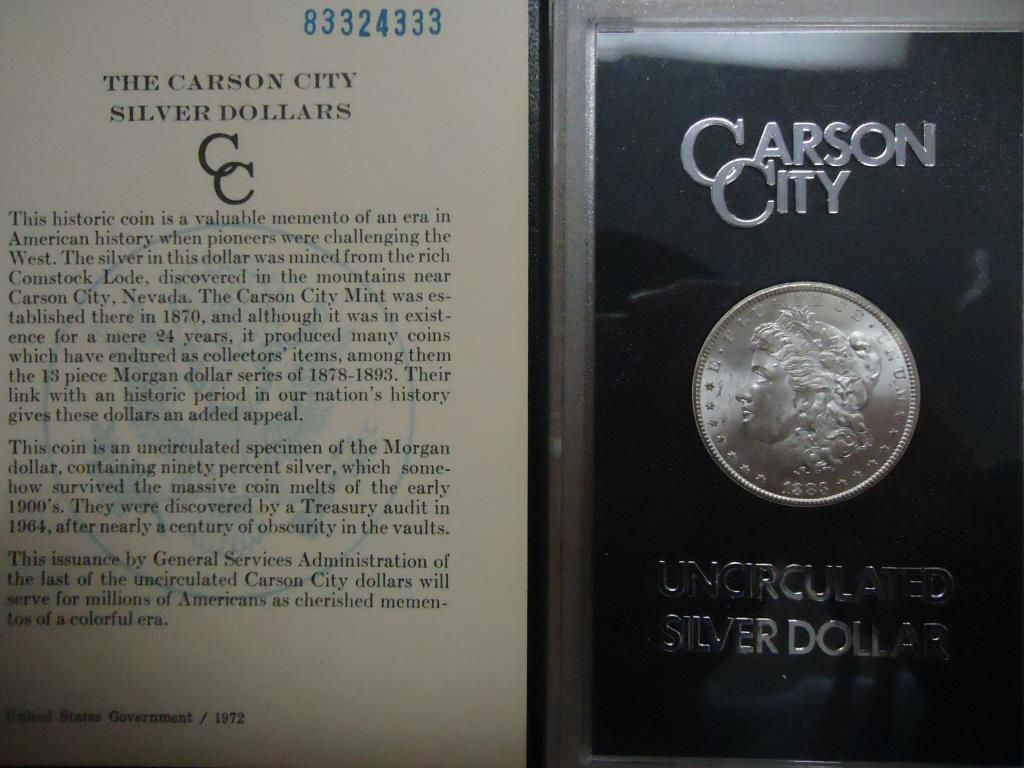 83324333
THE CARSON CITY
SILVER DOLLARS
CC
This historic coin is a valuable memento of an era in
American history when pioneers were challenging the
West. The silver in this dollar was mined from the rich
Comstock Lode, discovered in the mountains near
Carson City, Nevada. The Carson City Mint was es-
tablished there in 1870, and although it was in exist-
ence for a mere 24 years, it produced many coins
which have endured as collectors' items, among them
the 13 piece Morgan dollar series of 1878-1893. Their
link with an historic period in our nation's history
gives these dollars an added appeal.
This coin is an uncirculated specimen of the Morgan
dollar, containing ninety percent silver, which some-
how survived the massive coin melts of the early
1900's. They were discovered by a Treasury audit in
1964, after nearly a century of obscurity in the vaults.
This issuance by General Services Administration of
the last of the uncirculated Carson City dollars will
serve for millions of Americans as cherished memen-
tos of a colorful era.
United States Government / 1972
CARSON
CITY
E·PLURIBUS·UNUM
1883
UNCIRCULATED
SILVER DOLLAR